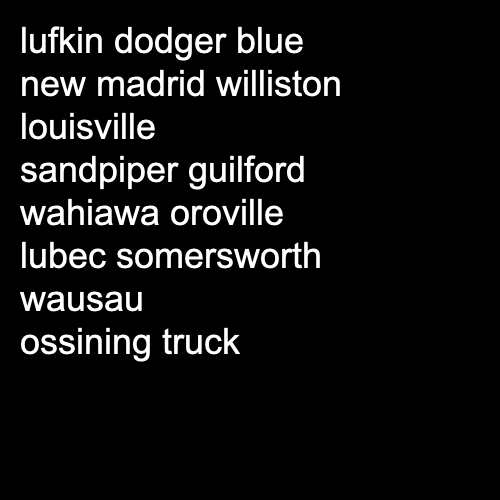 lufkin dodger blue
new madrid williston
louisville
sandpiper guilford
wahiawa oroville
lubec somersworth
wausau
ossining truck